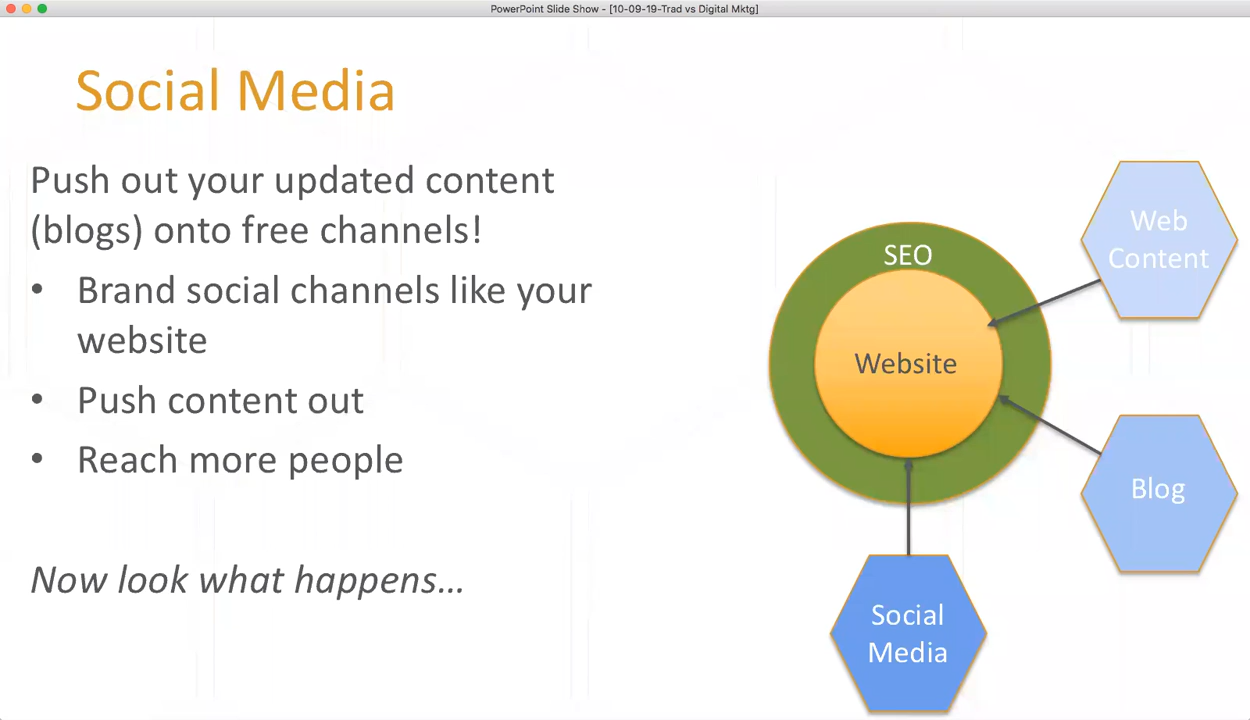 PowerPoint Slide Show - [10-09-19-Trad vs Digital Mktg]
Social Media
Push out your updated content
(blogs) onto free channels!
• Brand social channels like your
website
• Push content out
• Reach more people
Now look what happens...
SEO
Website
Web
Content
Blog
Social
Media